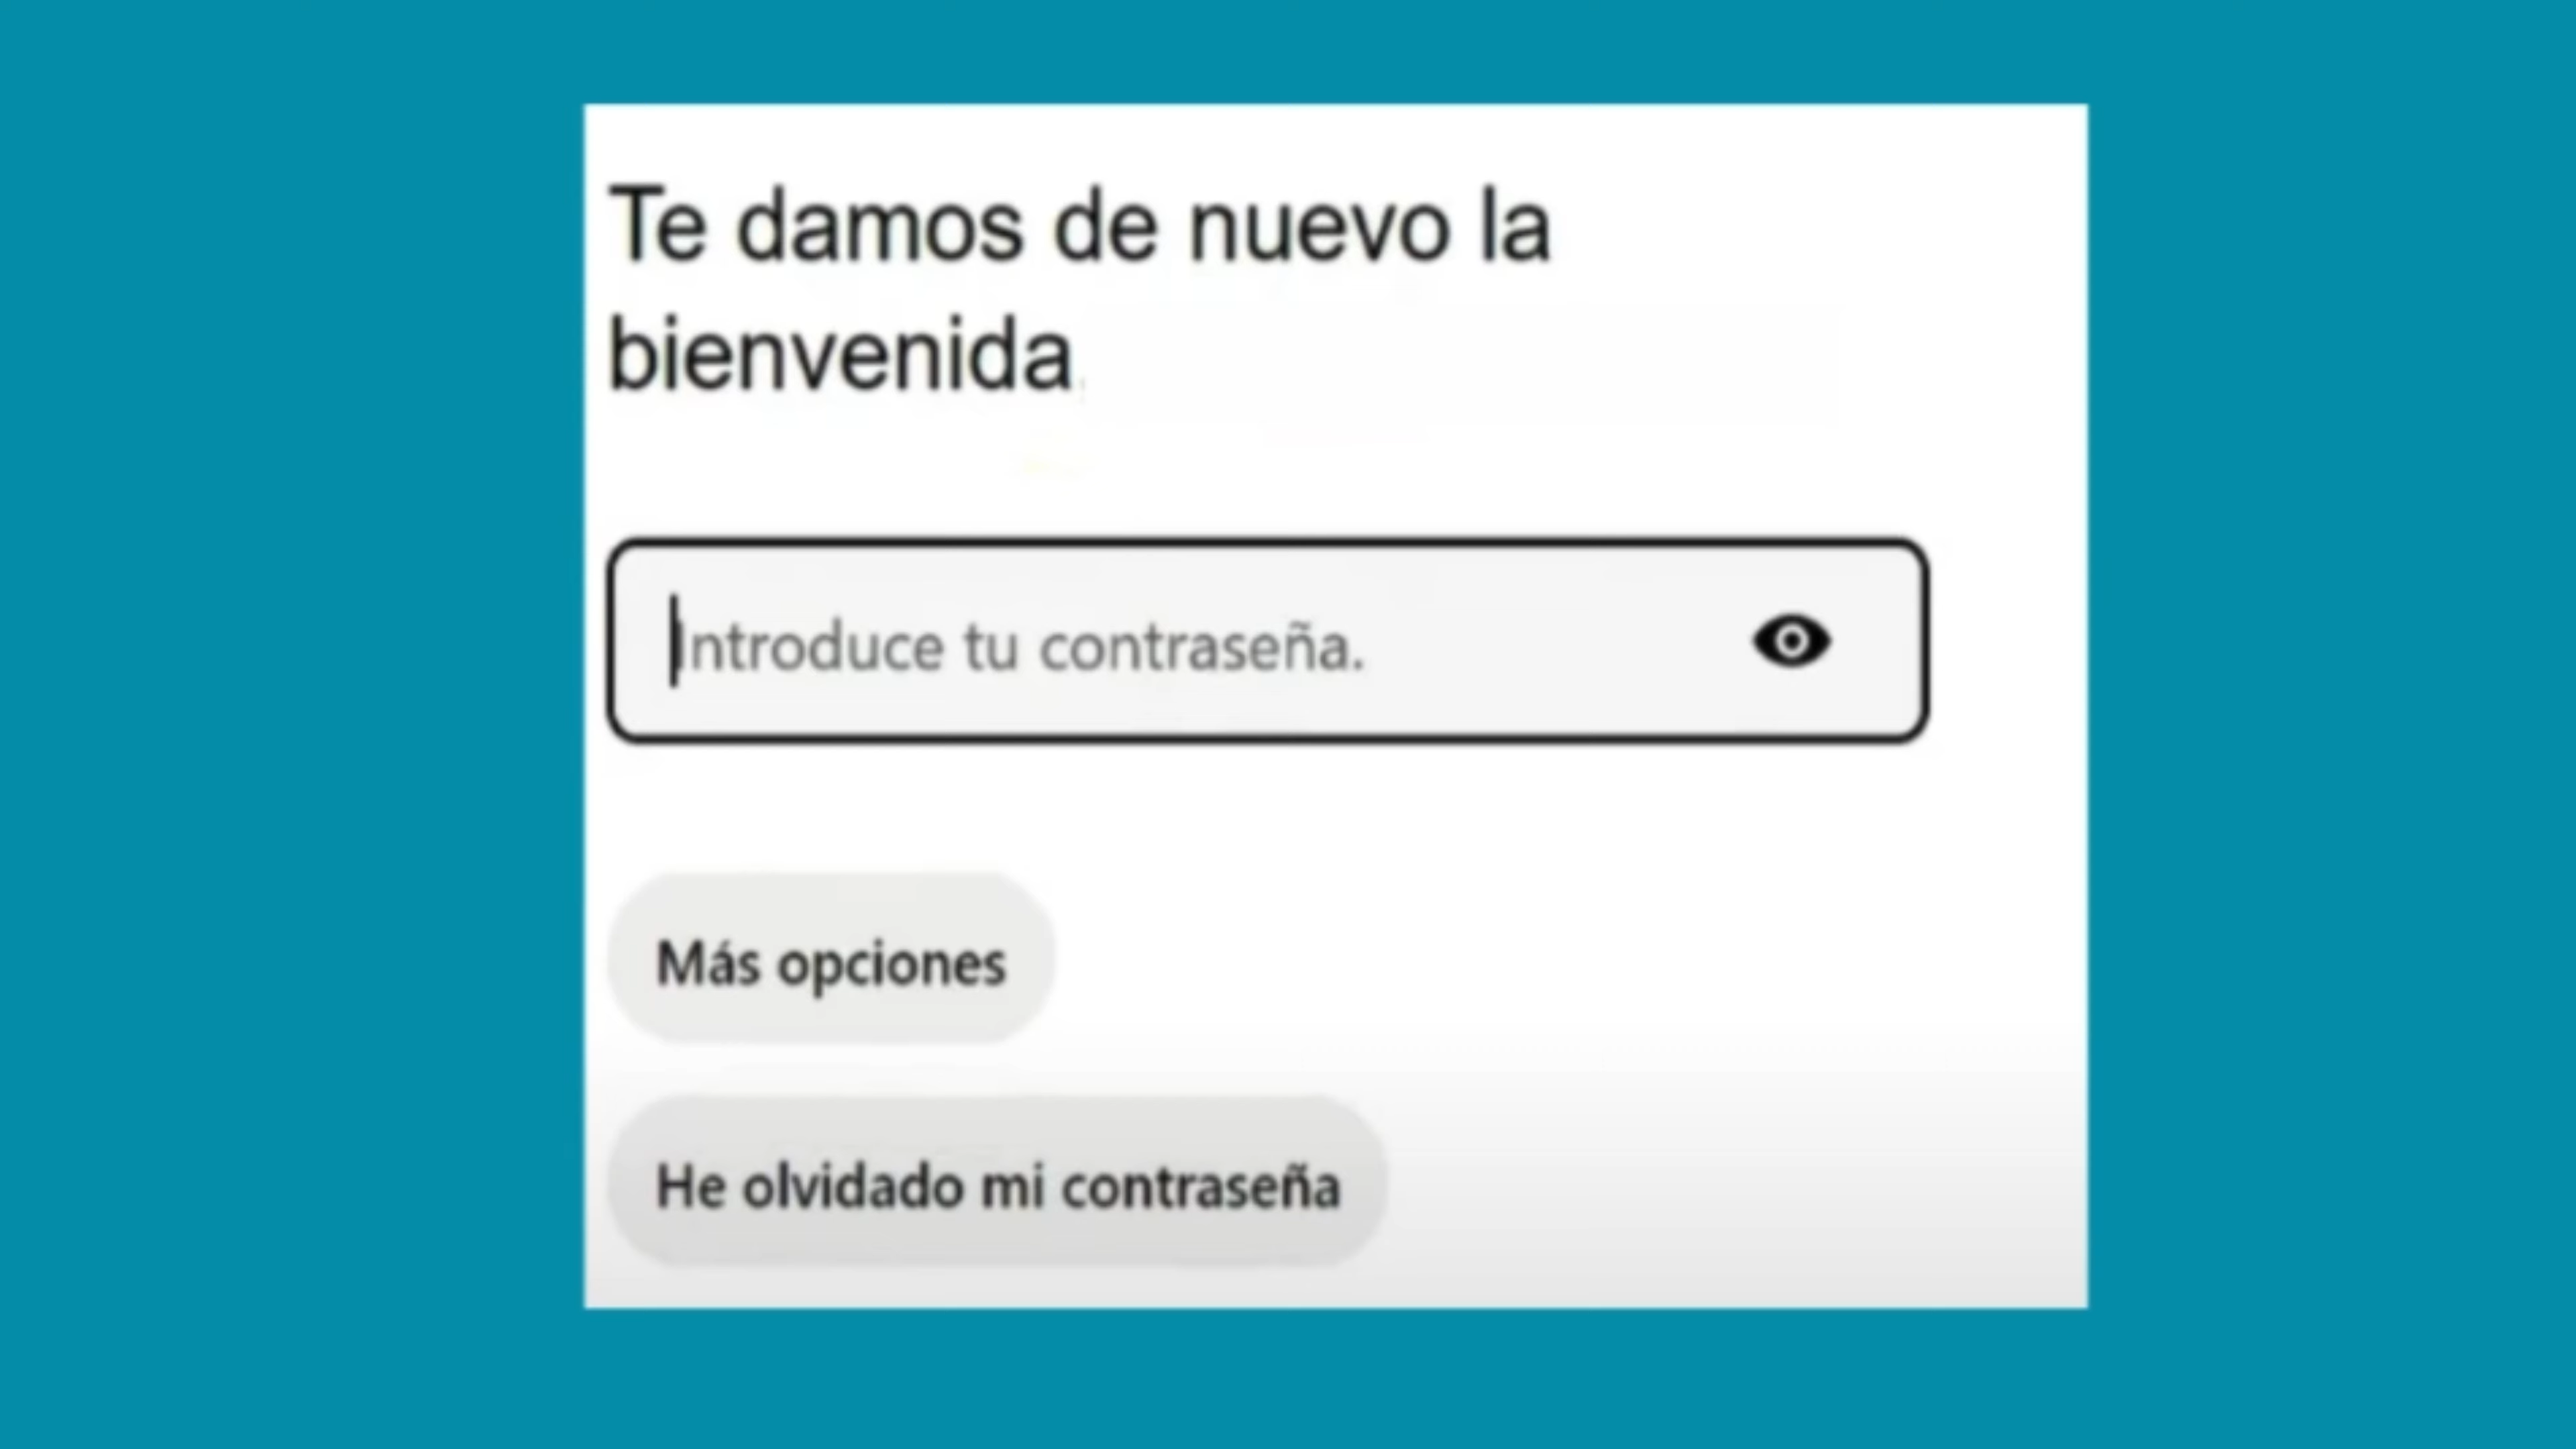 Te damos de nuevo la
bienvenida
Introduce tu contraseña.
Más opciones
He olvidado mi contraseña